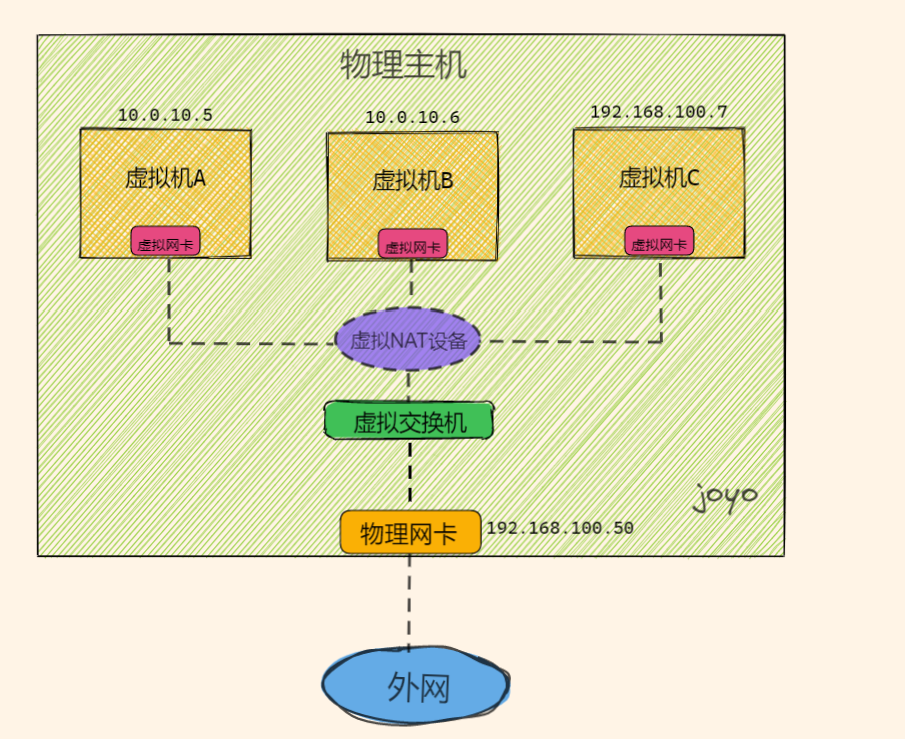 物理主机
10.0.10.5
10.0.10.6
192.168.100.7
虚拟机A
虚拟机B
虚拟机C
虚拟网卡
虚拟网卡
虚拟网卡
虚拟NAT设备
虚拟交换机
joyo
物理网卡
192.168.100.50
外网